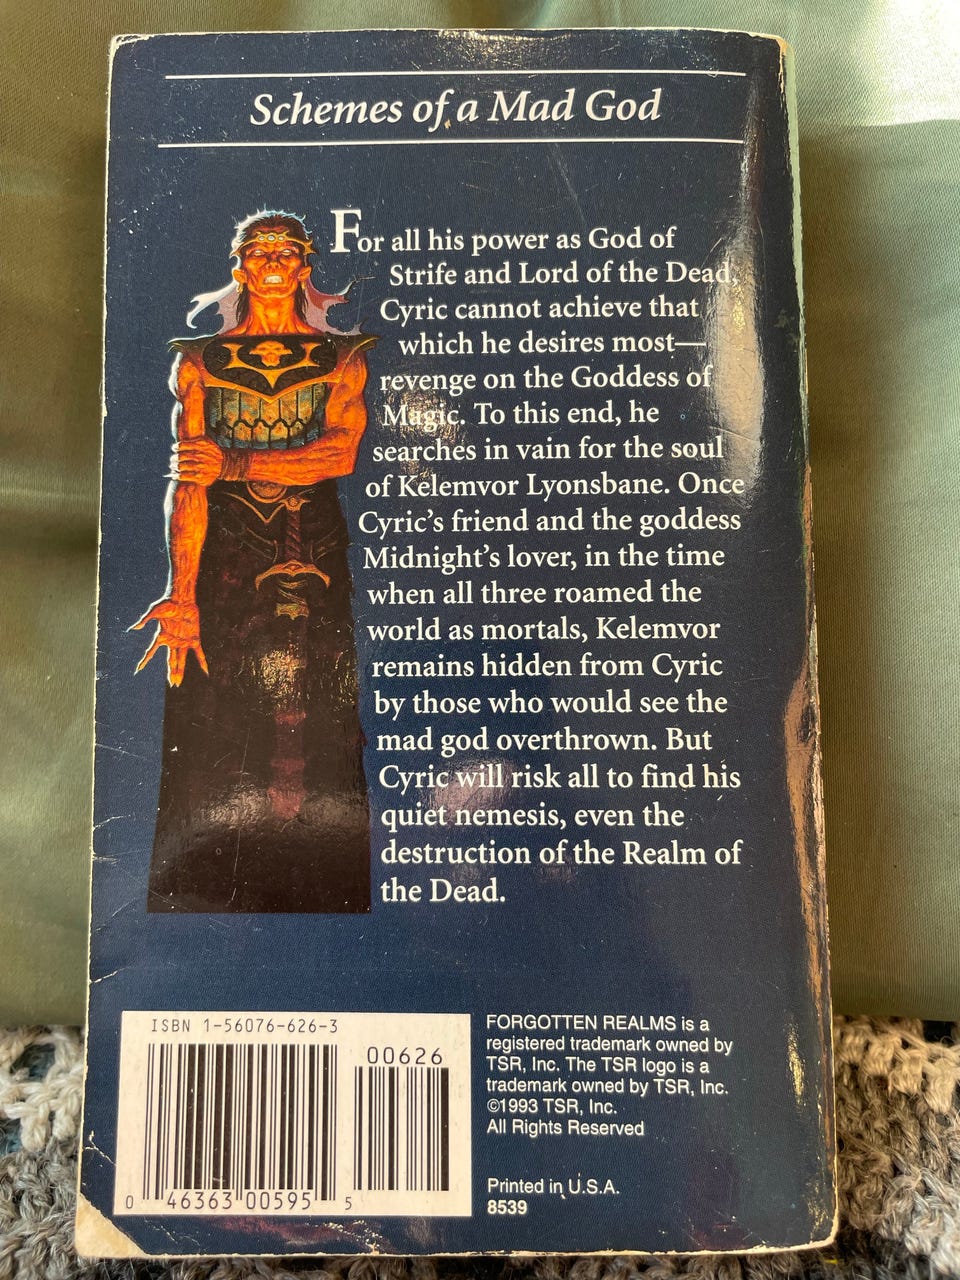 Schemes of a Mad God
For all his power as God of
Strife and Lord of the Dead,
Cyric cannot achieve that
which he desires most—
revenge on the Goddess of
Magic. To this end, he
searches in vain for the soul
of Kelemvor Lyonsbane. Once
Cyric’s friend and the goddess
Midnight’s lover, in the time
when all three roamed the
world as mortals, Kelemvor
remains hidden from Cyric
by those who would see the
mad god overthrown. But
Cyric will risk all to find his
quiet nemesis, even the
destruction of the Realm of
the Dead.
ISBN 1-56076-626-3
00626
0 46363 00595 5
FORGOTTEN REALMS is a
registered trademark owned by
TSR, Inc. The TSR logo is a
trademark owned by TSR, Inc.
©1993 TSR, Inc.
All Rights Reserved
Printed in U.S.A.
8539